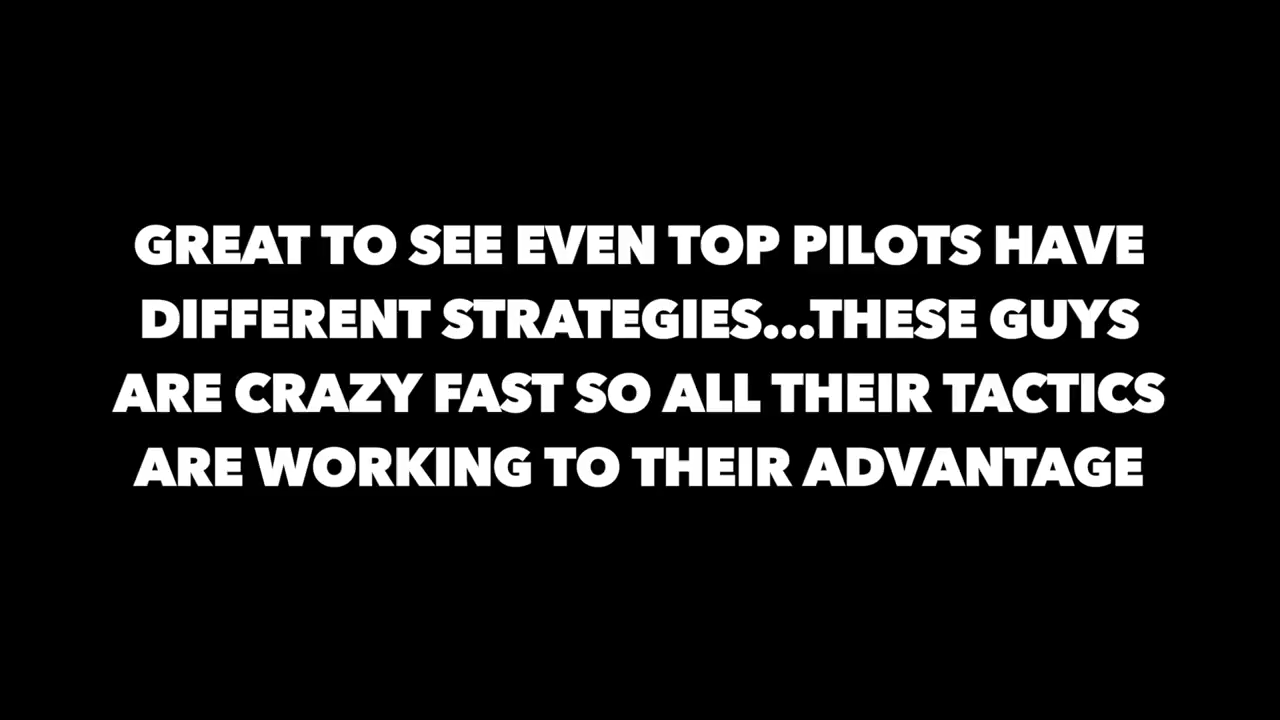 GREAT TO SEE EVEN TOP PILOTS HAVE
DIFFERENT STRATEGIES...THESE GUYS
ARE CRAZY FAST SO ALL THEIR TACTICS
ARE WORKING TO THEIR ADVANTAGE